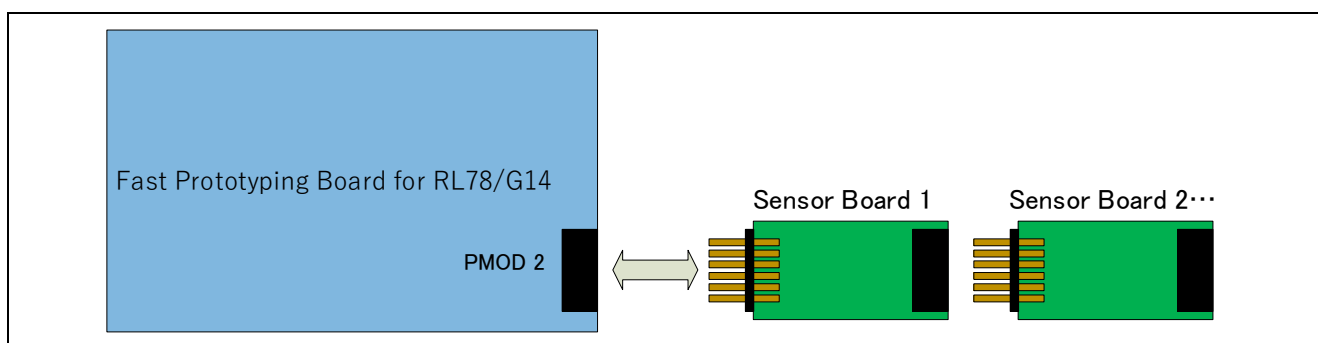 Fast Prototyping Board for RL78/G14
PMOD 2
Sensor Board 1
Sensor Board 2⋯